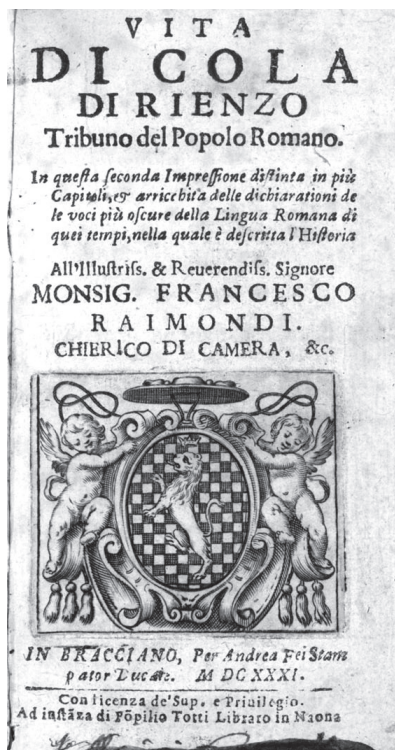 VITA
DI COLA
DI RIENZO
Tribuno del Popolo Romano.
In questa seconda Impressione distinta in più
Capitoli, & arricchita delle dichiarationi de
le voci più oscure della Lingua Romana di
quei tempi, nella quale è descritta l'Historia
All'Illustriss. & Reuerendiss. Signore
MONSIG. FRANCESCO
RAIMONDI.
CHIERICO DI CAMERA, &c.
IN BRACCIANO, Per Andrea Fei Stam
pator Ducale. M DC XXXI.
Con licenza de' Sup. e Priuilegio.
Ad instãza di Põpilio Totti Libraro in Nauona